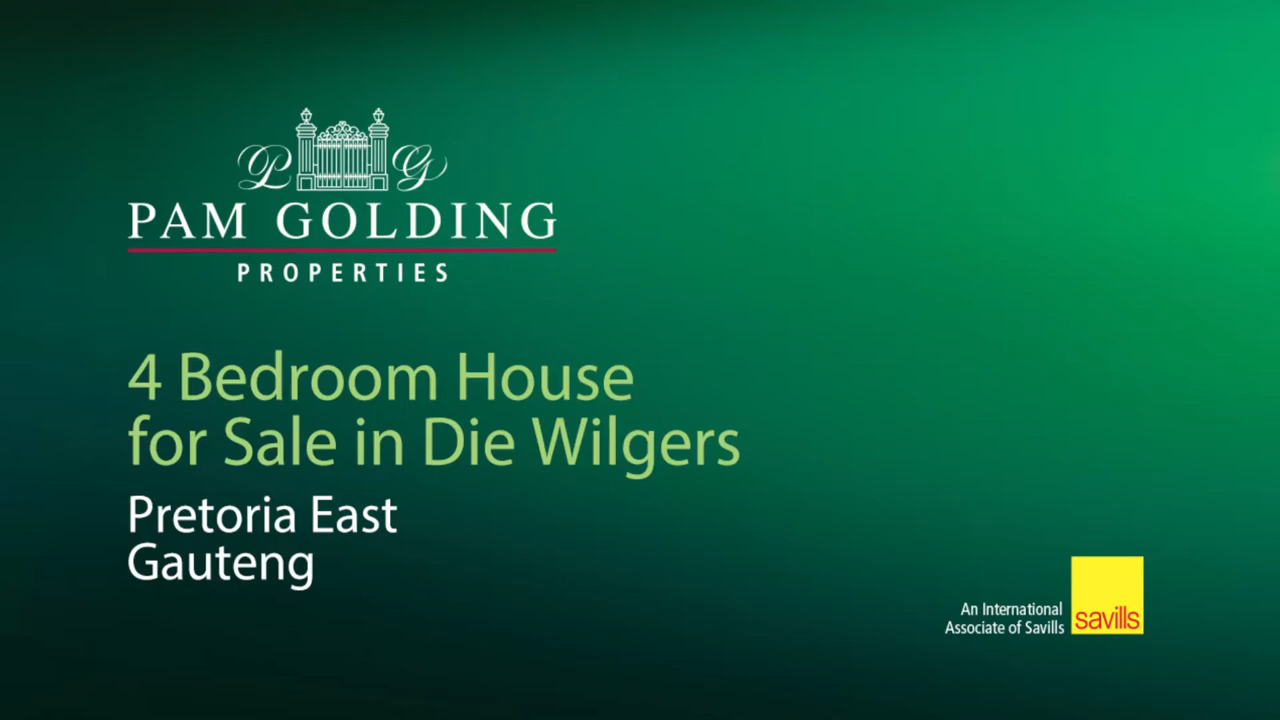 P G
PAM GOLDING
PROPERTIES
4 Bedroom House
for Sale in Die Wilgers
Pretoria East
Gauteng
An International
Associate of Savills
savills